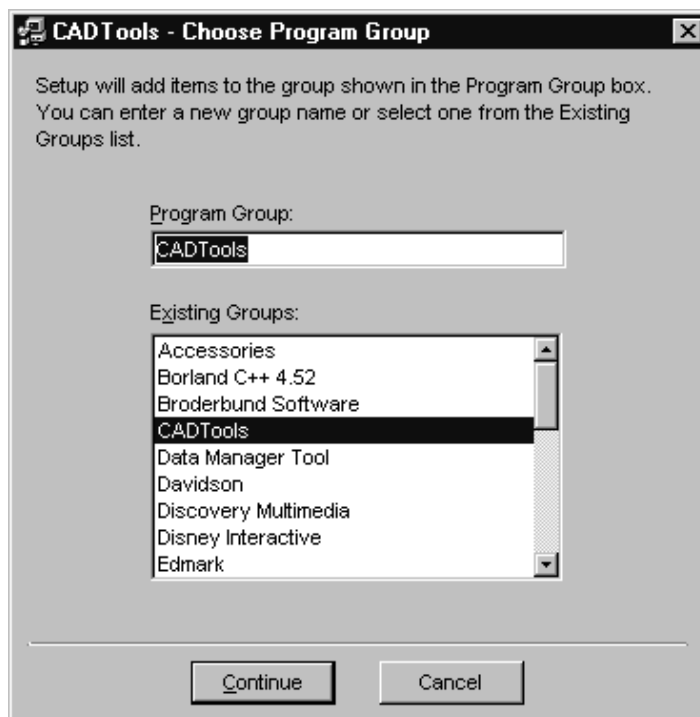 CADTools - Choose Program Group
Setup will add items to the group shown in the Program Group box.
You can enter a new group name or select one from the Existing
Groups list.
Program Group:
CADTools
Existing Groups:
Accessories
Borland C++ 4.52
Broderbund Software
CADTools
Data Manager Tool
Davidson
Discovery Multimedia
Disney Interactive
Edmark
Continue Cancel